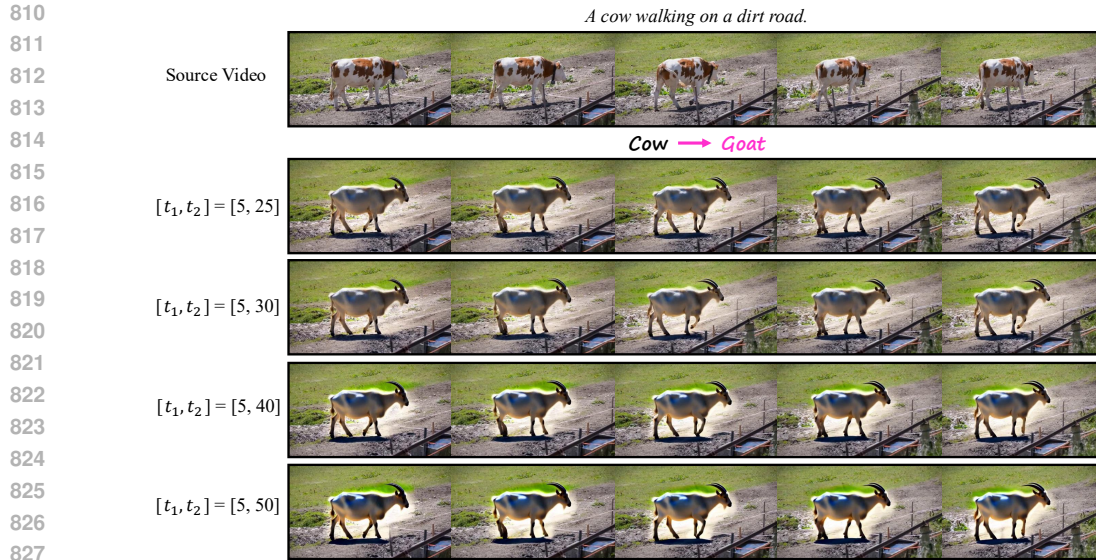 810
A cow walking on a dirt road.
811
812
Source Video
813
814
Cow → Goat
815
816
[t₁, t₂] = [5, 25]
817
818
819
[t₁, t₂] = [5, 30]
820
821
822
[t₁, t₂] = [5, 40]
823
824
825
[t₁, t₂] = [5, 50]
826
827